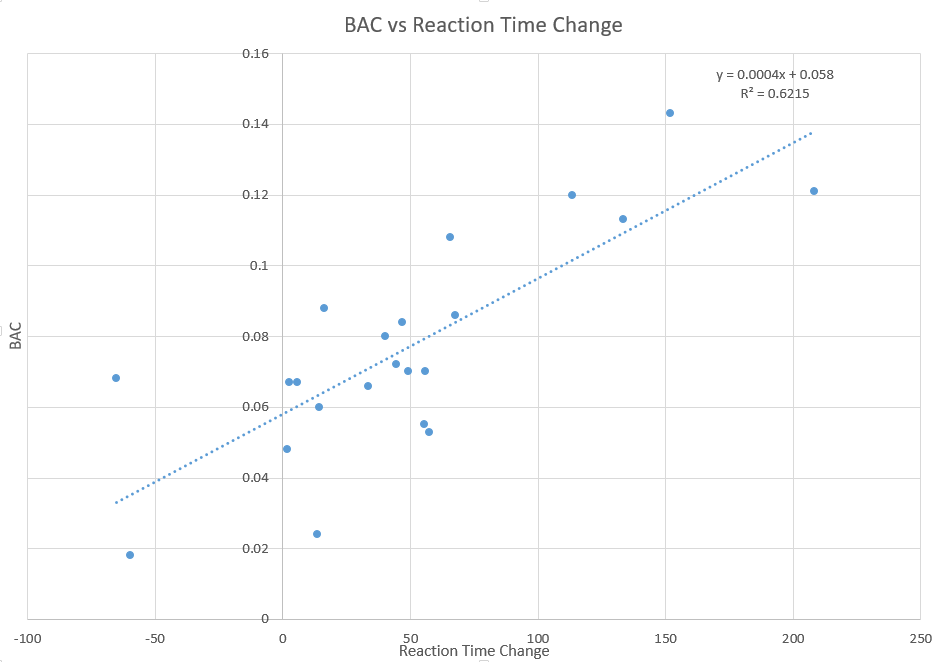 BAC vs Reaction Time Change
y = 0.0004x + 0.058
R² = 0.6215
0.16
0.14
0.12
0.1
0.08
0.06
0.04
0.02
0
BAC
-100 -50 0 50 100 150 200 250
Reaction Time Change